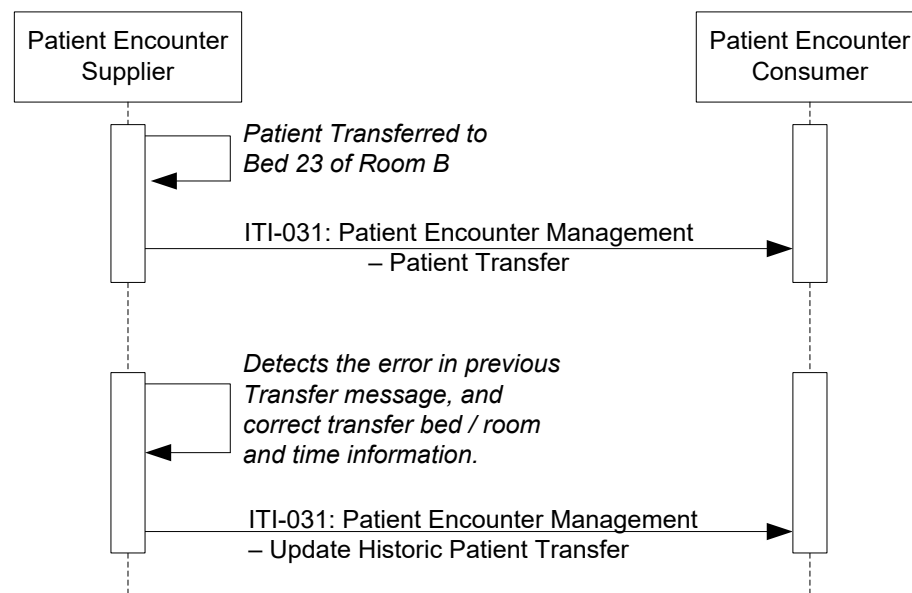 Patient Encounter
Supplier
Patient Encounter
Consumer
Patient Transferred to
Bed 23 of Room B
ITI-031: Patient Encounter Management
– Patient Transfer
Detects the error in previous
Transfer message, and
correct transfer bed / room
and time information.
ITI-031: Patient Encounter Management
– Update Historic Patient Transfer